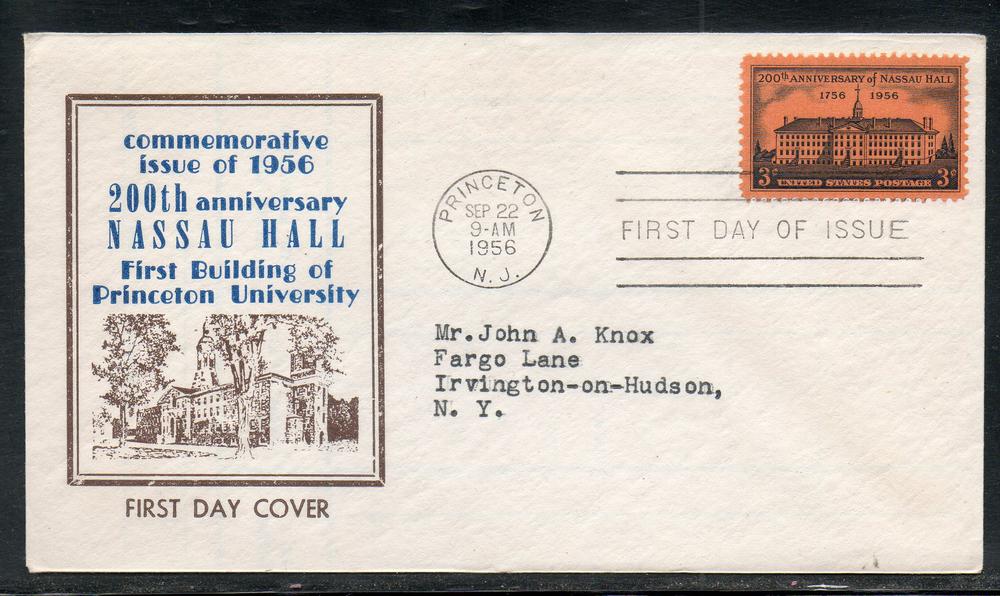 commemorative
issue of 1956
200th anniversary
NASSAU HALL
First Building of
Princeton University
FIRST DAY COVER
PRINCETON
SEP 22
9-AM
1956
N. J.
200th ANNIVERSARY of NASSAU HALL
1756 1956
3¢ UNITED STATES POSTAGE 3¢
FIRST DAY OF ISSUE
Mr. John A. Knox
Fargo Lane
Irvington-on-Hudson,
N. Y.